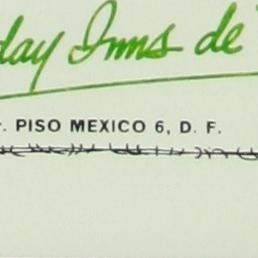 day Inns de
r. PISO MEXICO 6, D. F.